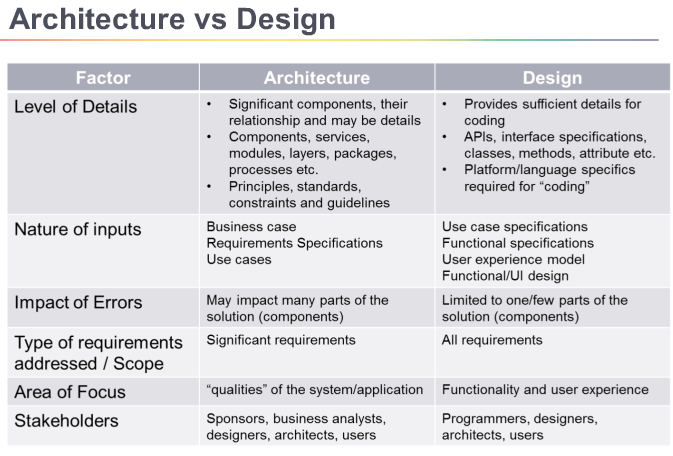 Architecture vs Design
Factor Architecture Design
Level of Details
• Significant components, their
relationship and may be details
• Components, services,
modules, layers, packages,
processes etc.
• Principles, standards,
constraints and guidelines
• Provides sufficient details for
coding
• APIs, interface specifications,
classes, methods, attribute etc.
• Platform/language specifics
required for “coding”
Nature of inputs
Business case
Requirements Specifications
Use cases
Use case specifications
Functional specifications
User experience model
Functional/UI design
Impact of Errors
May impact many parts of the
solution (components)
Limited to one/few parts of the
solution (components)
Type of requirements
addressed / Scope
Significant requirements
All requirements
Area of Focus
“qualities” of the system/application
Functionality and user experience
Stakeholders
Sponsors, business analysts,
designers, architects, users
Programmers, designers,
architects, users